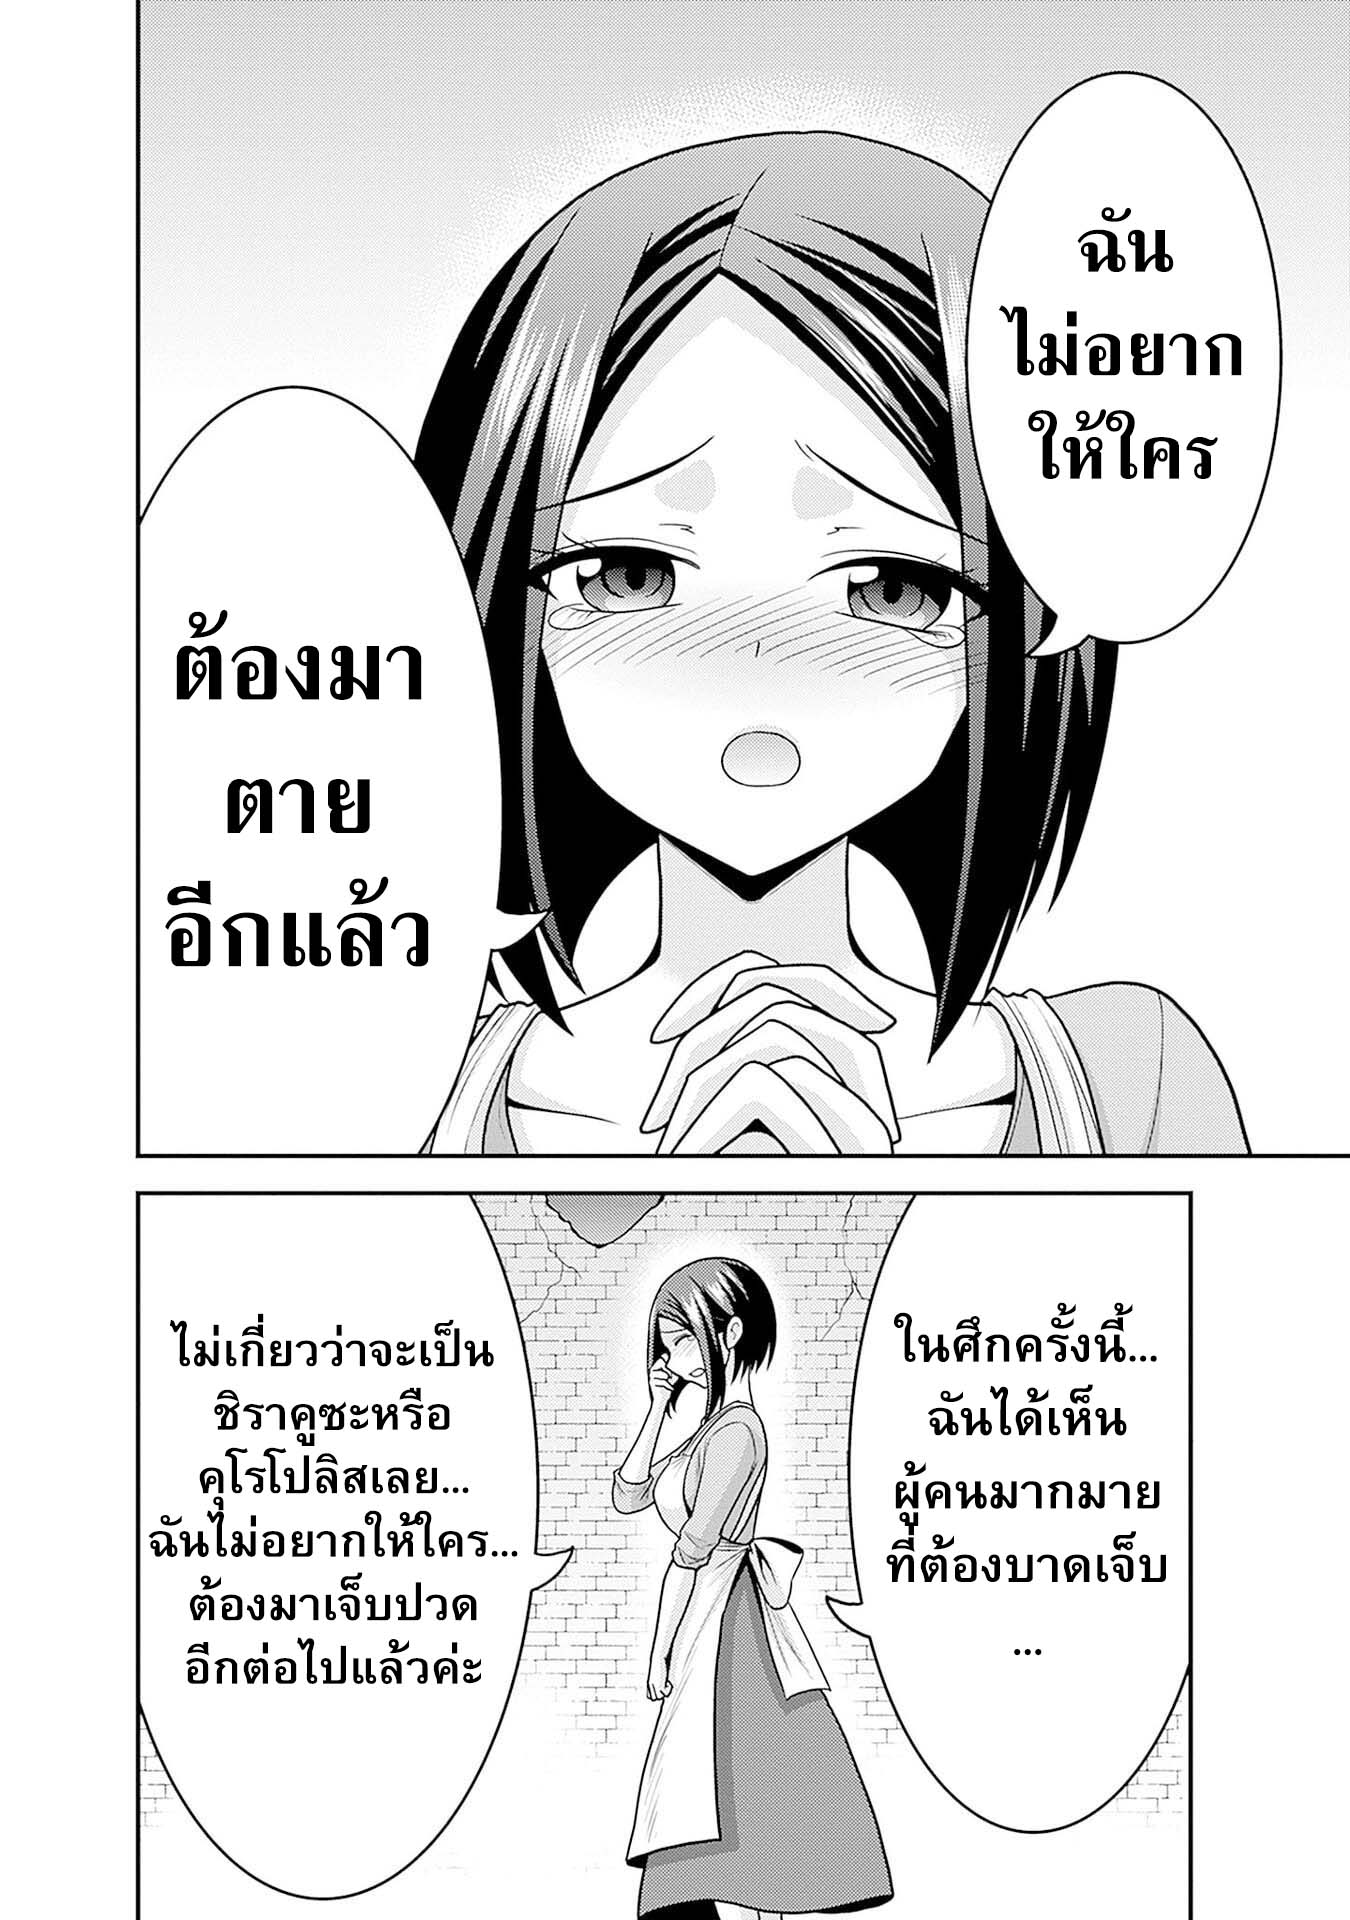 ฉัน
ไม่อยาก
ให้ใคร
ต้องมา
ตาย
อีกแล้ว
ในศึกครั้งนี้...
ฉันได้เห็น
ผู้คนมากมาย
ที่ต้องบาดเจ็บ
...
ไม่เกี่ยวว่าจะเป็น
ชิราคูซะหรือ
คุโรโปลิสเลย...
ฉันไม่อยากให้ใคร...
ต้องมาเจ็บปวด
อีกต่อไปแล้วค่ะ